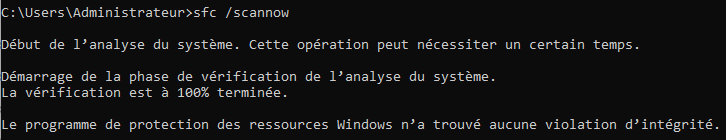 C:\Users\Administrateur>sfc /scannow
Début de l’analyse du système. Cette opération peut nécessiter un certain temps.
Démarrage de la phase de vérification de l’analyse du système.
La vérification est à 100% terminée.
Le programme de protection des ressources Windows n’a trouvé aucune violation d’intégrité.